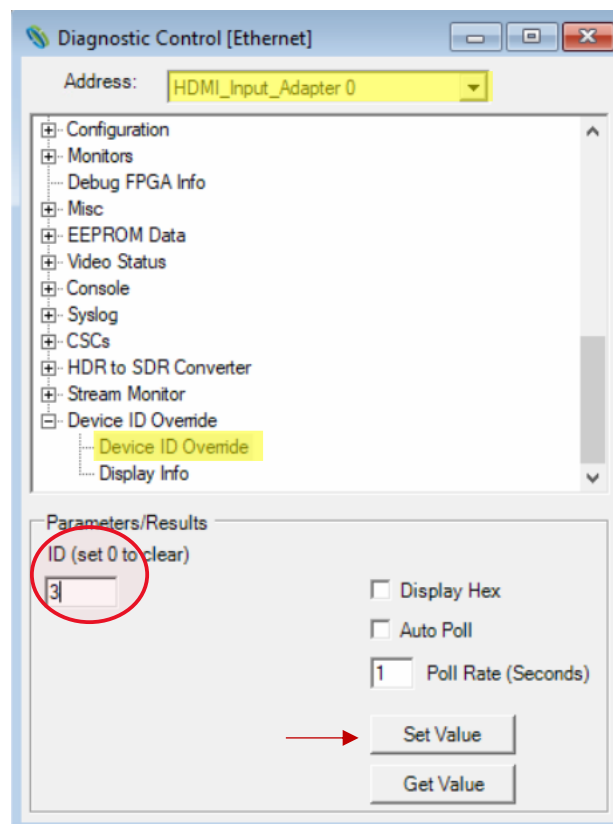 Diagnostic Control [Ethernet]
Address: HDMI_Input_Adapter 0
Configuration
Monitors
Debug FPGA Info
Misc
EEPROM Data
Video Status
Console
Syslog
CSCs
HDR to SDR Converter
Stream Monitor
Device ID Override
Device ID Override
Display Info
Parameters/Results
ID (set 0 to clear)
3
Display Hex
Auto Poll
1 Poll Rate (Seconds)
Set Value
Get Value